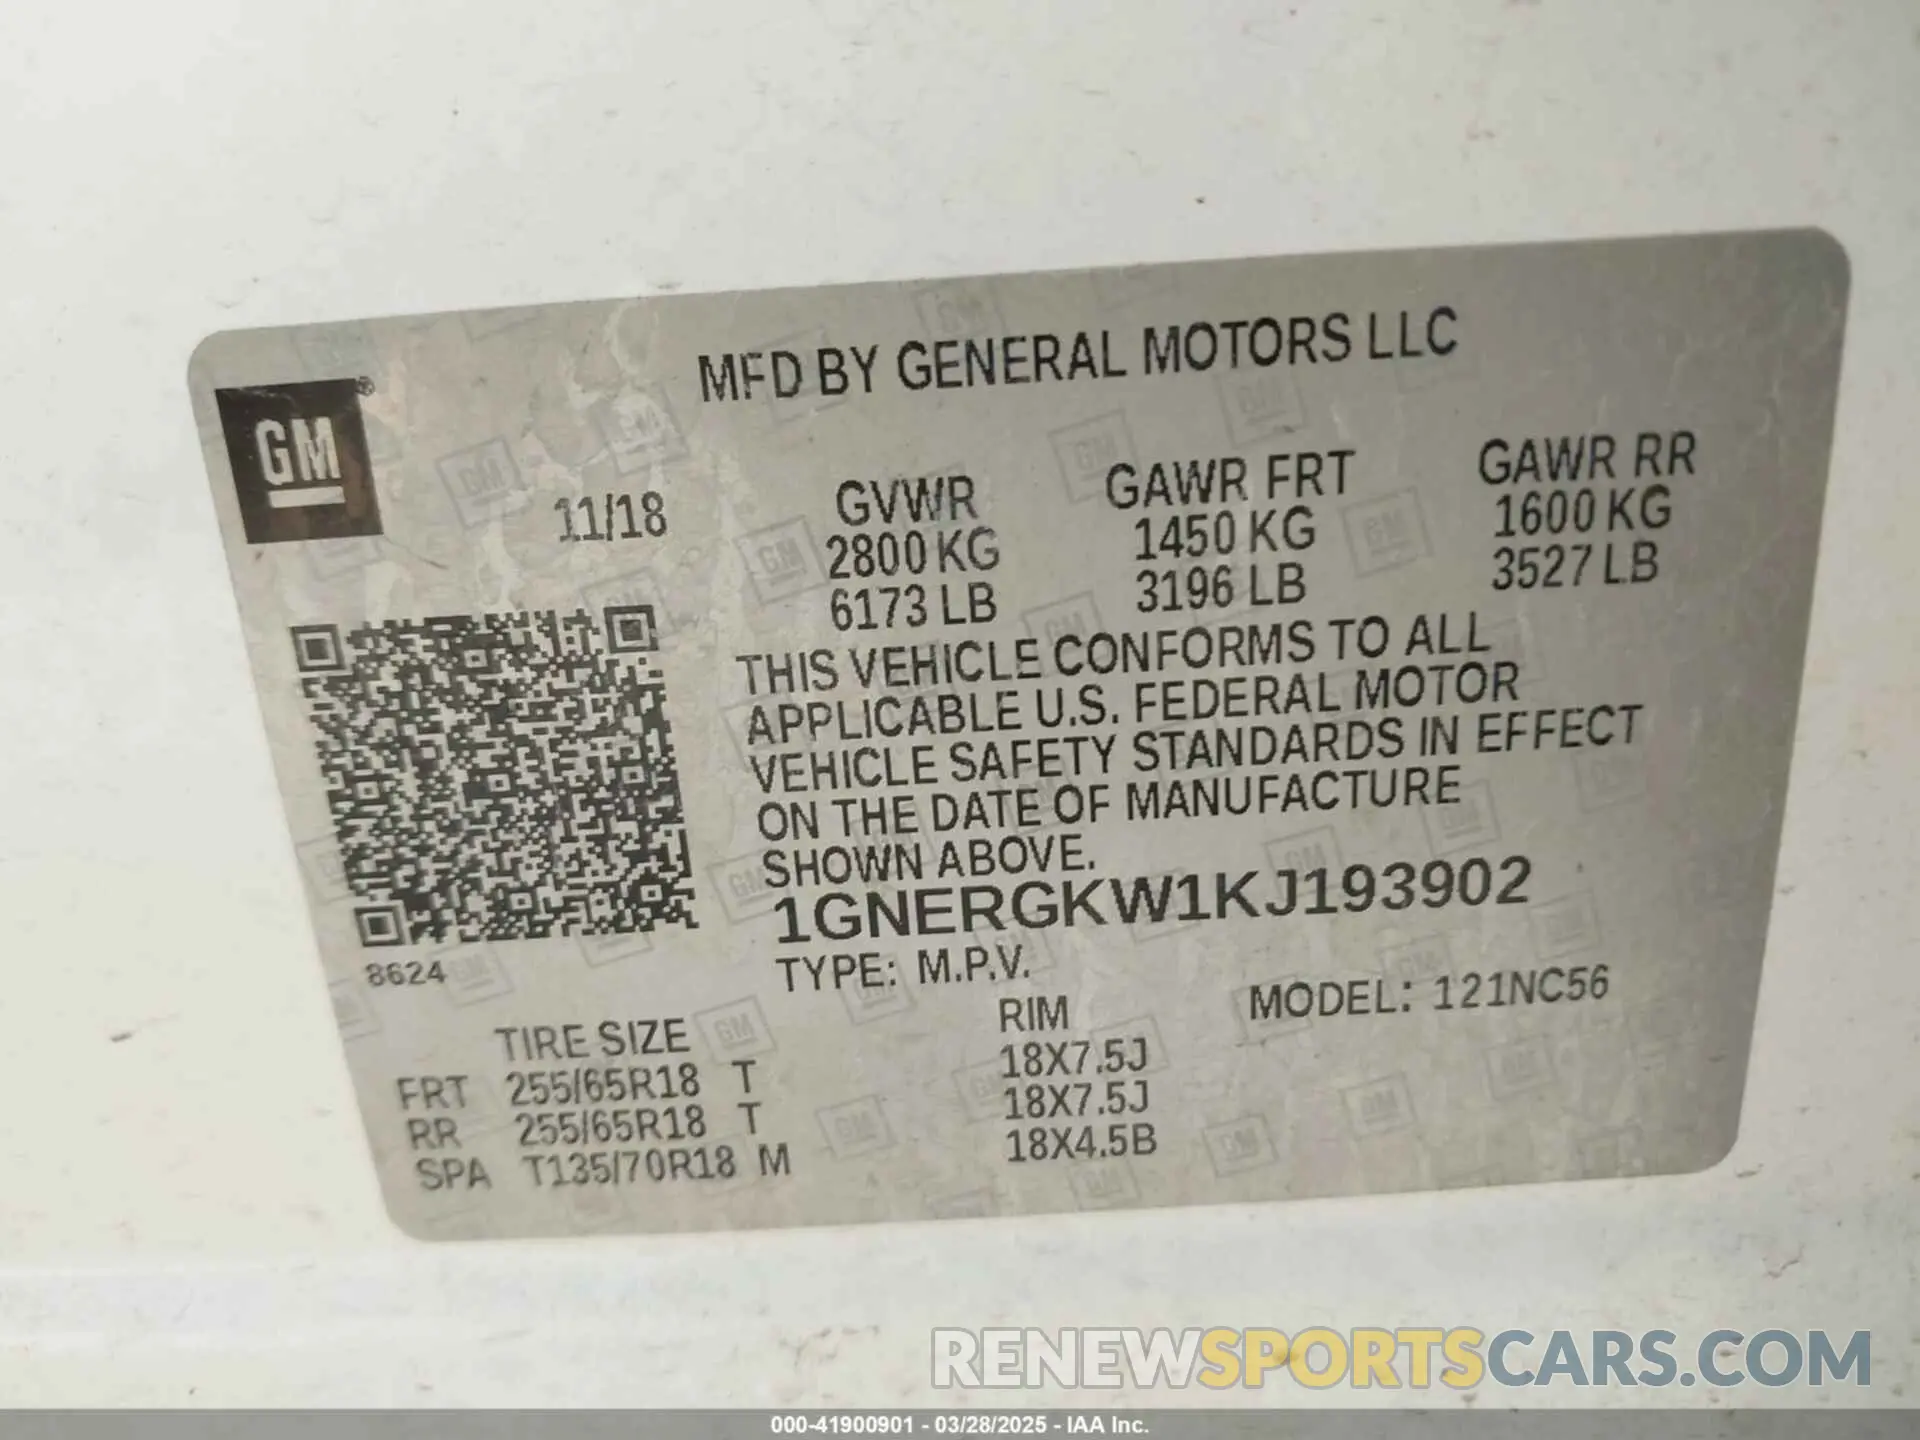 MFD BY GENERAL MOTORS LLC
GM ®
11/18
GVWR GAWR FRT GAWR RR
2800 KG 1450 KG 1600 KG
6173 LB 3196 LB 3527 LB
THIS VEHICLE CONFORMS TO ALL
APPLICABLE U.S. FEDERAL MOTOR
VEHICLE SAFETY STANDARDS IN EFFECT
ON THE DATE OF MANUFACTURE
SHOWN ABOVE.
1GNERGKW1KJ193902
8624
TYPE: M.P.V. MODEL: 121NC56
TIRE SIZE RIM
FRT 255/65R18 T 18X7.5J
RR 255/65R18 T 18X7.5J
SPA T135/70R18 M 18X4.5B
RENEWSPORTSCARS.COM
000-41900901 - 03/28/2025 - IAA Inc.